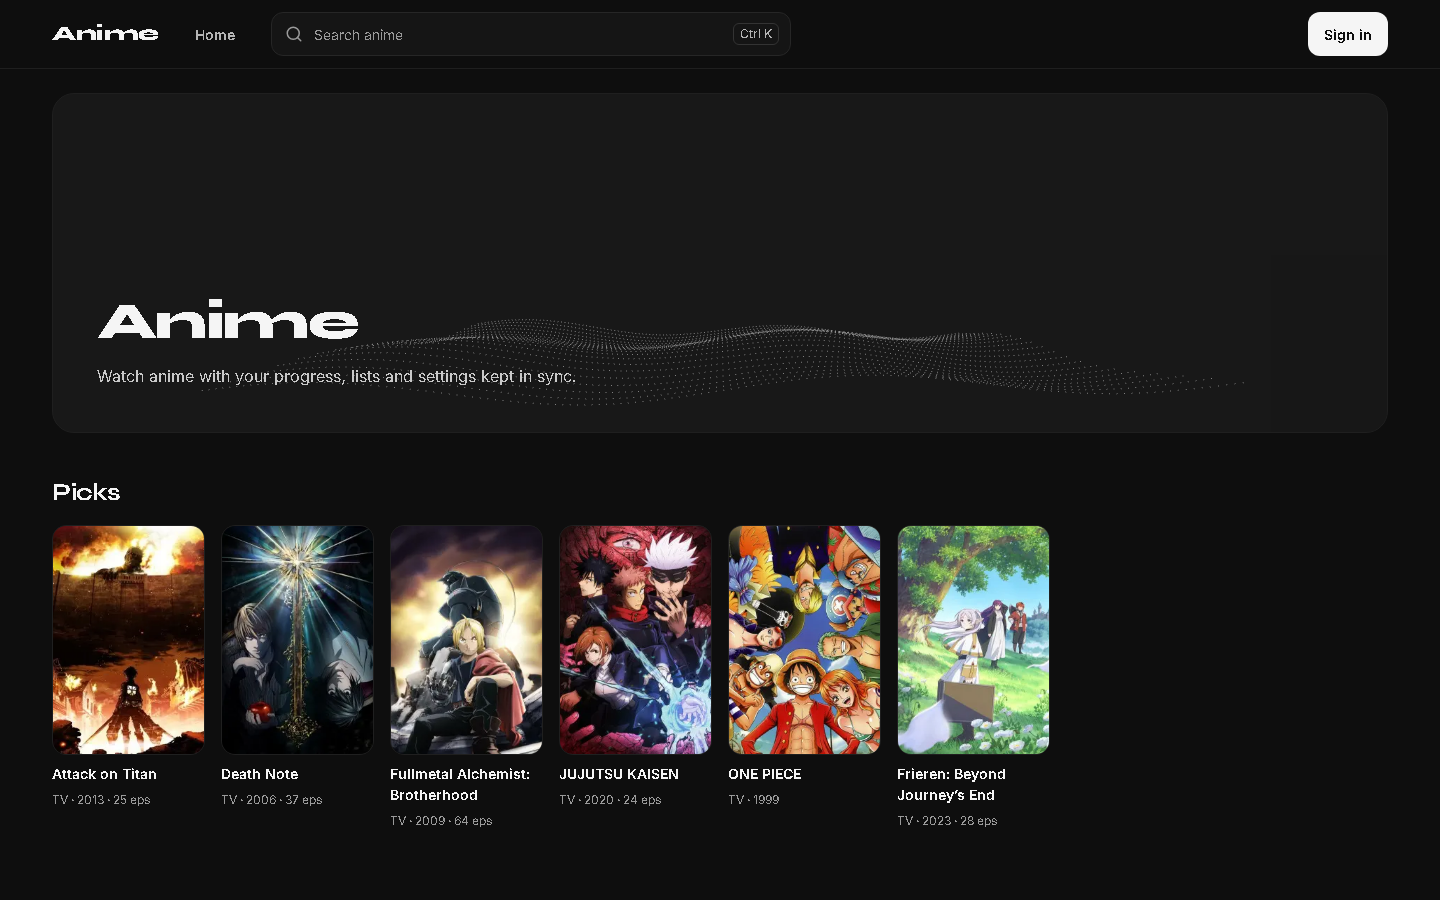 Anime
Home
Search anime
Ctrl K
Sign in
Anime
Watch anime with your progress, lists and settings kept in sync.
Picks
Attack on Titan
TV · 2013 · 25 eps
Death Note
TV · 2006 · 37 eps
Fullmetal Alchemist:
Brotherhood
TV · 2009 · 64 eps
JUJUTSU KAISEN
TV · 2020 · 24 eps
ONE PIECE
TV · 1999
Frieren: Beyond
Journey’s End
TV · 2023 · 28 eps